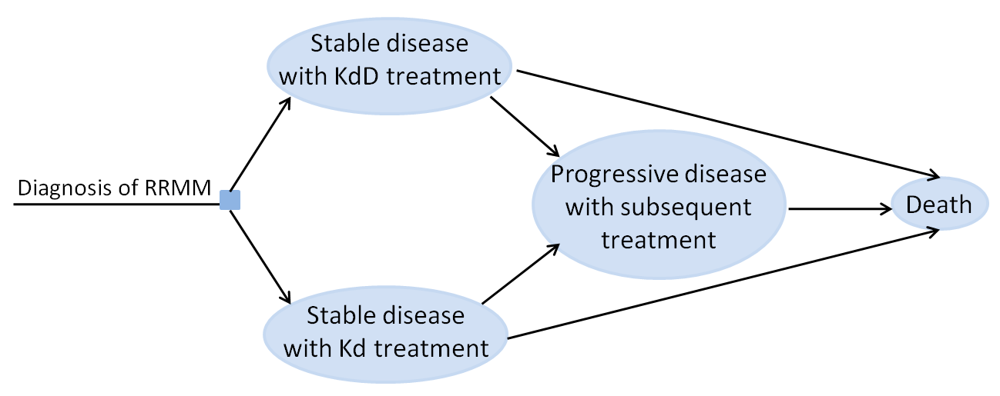 Stable disease
with KdD treatment
Diagnosis of RRMM
Progressive disease
with subsequent
treatment
Death
Stable disease
with Kd treatment